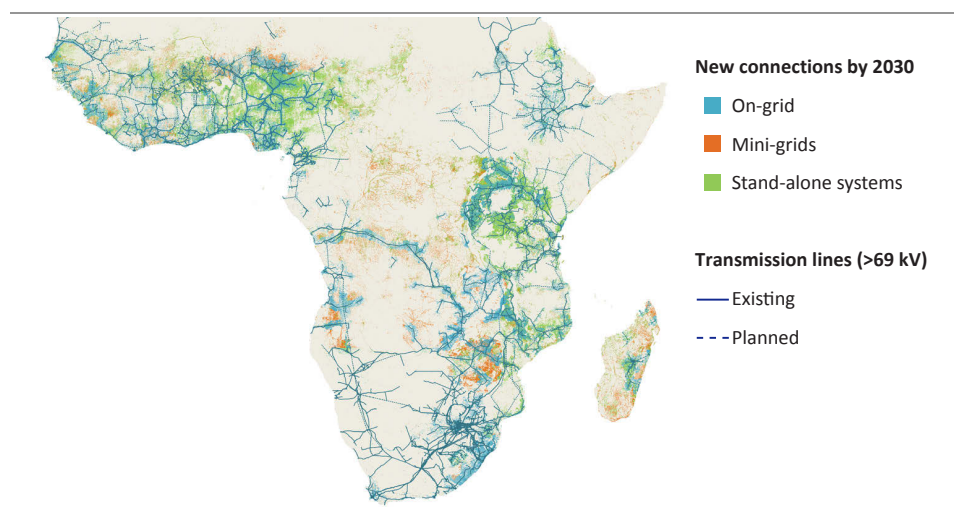 New connections by 2030
On-grid
Mini-grids
Stand-alone systems
Transmission lines (>69 kV)
Existing
Planned